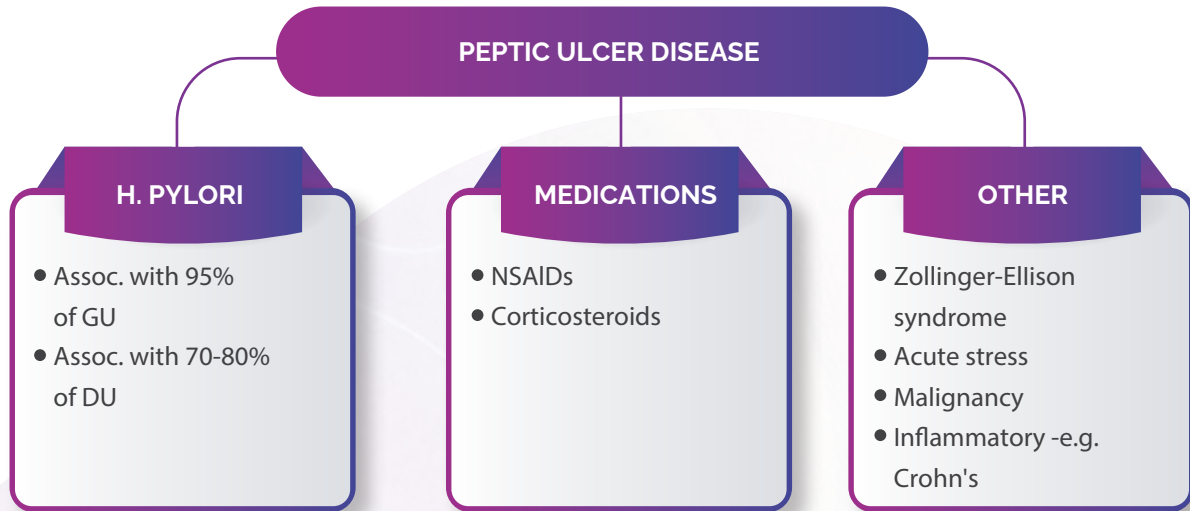 PEPTIC ULCER DISEASE
H. PYLORI
• Assoc. with 95%
of GU
• Assoc. with 70-80%
of DU
MEDICATIONS
• NSAIDs
• Corticosteroids
OTHER
• Zollinger-Ellison
syndrome
• Acute stress
• Malignancy
• Inflammatory -e.g.
Crohn's